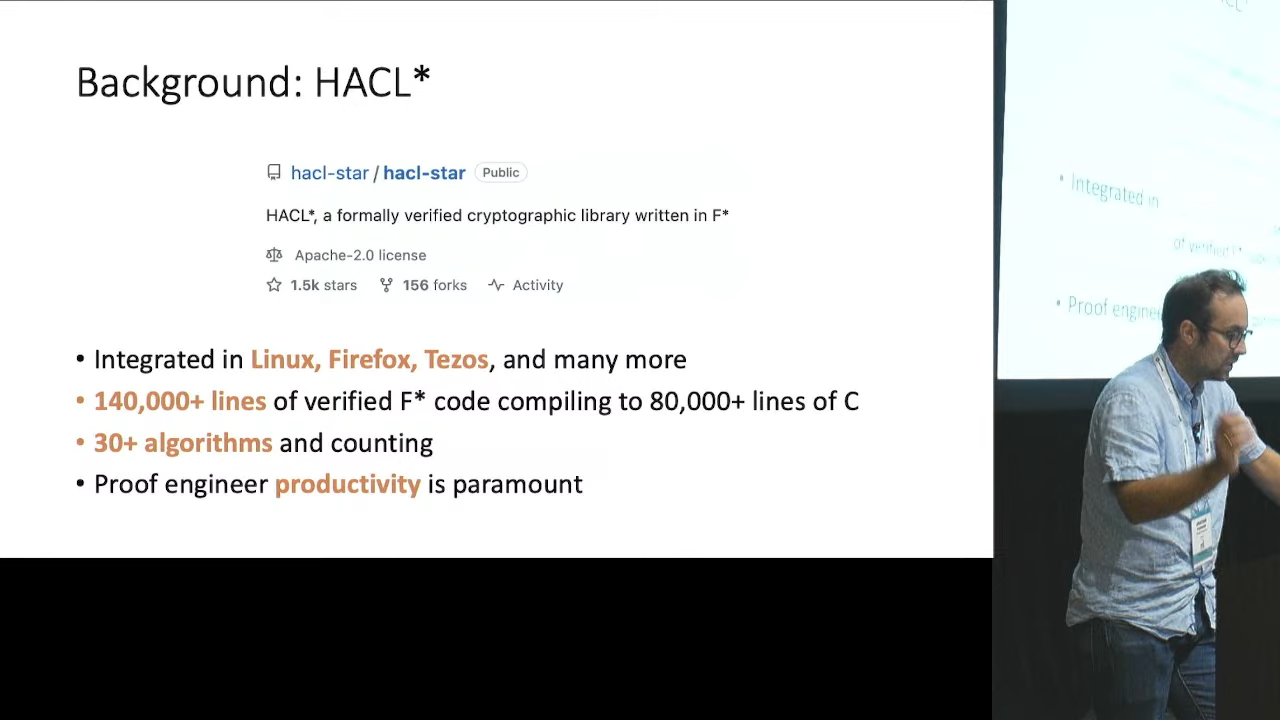 Background: HACL*
hacl-star / hacl-star Public
HACL*, a formally verified cryptographic library written in F*
Apache-2.0 license
1.5k stars 156 forks Activity
• Integrated in Linux, Firefox, Tezos, and many more
• 140,000+ lines of verified F* code compiling to 80,000+ lines of C
• 30+ algorithms and counting
• Proof engineer productivity is paramount
• Integrated in
of verified F*
• Proof engine